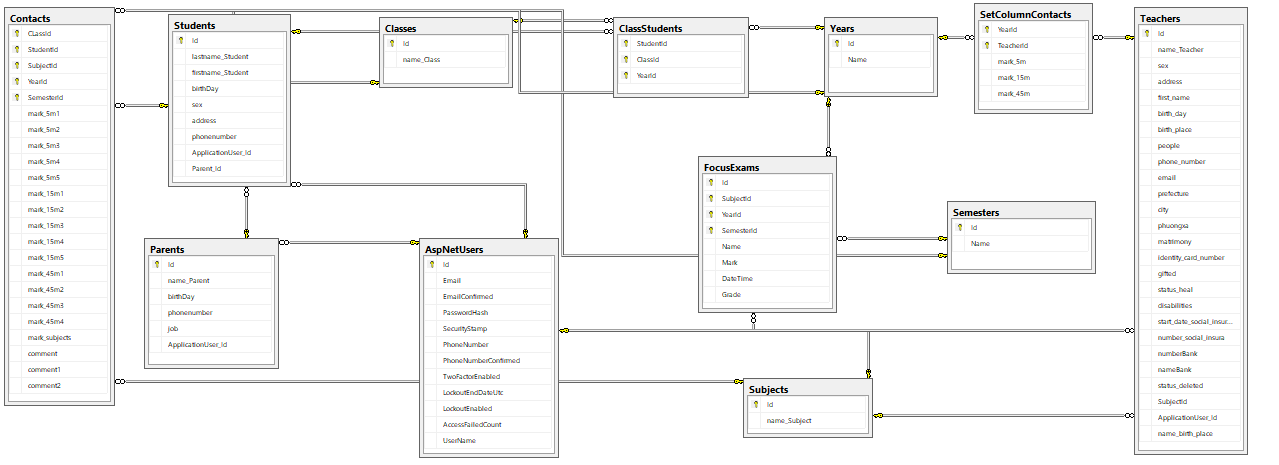 Contacts
CLassId
StudentId
SubjectId
YearId
SemesterId
mark_5m1
mark_5m2
mark_5m3
mark_5m4
mark_5m5
mark_15m1
mark_15m2
mark_15m3
mark_15m4
mark_15m5
mark_45m1
mark_45m2
mark_45m3
mark_45m4
mark_subjects
comment
comment1
comment2
Students
Id
lastname_Student
firstname_Student
birthDay
sex
address
phonenumber
ApplicationUser_Id
Parent_Id
Classes
Id
name_Class
ClassStudents
StudentId
ClassId
YearId
Years
Id
Name
SetColumnContacts
YearId
TeacherId
mark_5m
mark_15m
mark_45m
Teachers
Id
name_Teacher
sex
address
first_name
birth_day
birth_place
people
phone_number
email
prefecture
city
phuongxa
matrimony
identity_card_number
gifted
status_heal
disabilities
start_date_social_insur...
number_social_insura
numberBank
nameBank
status_deleted
SubjectId
ApplicationUser_Id
name_birth_place
Parents
Id
name_Parent
birthDay
phonenumber
job
ApplicationUser_Id
AspNetUsers
Id
Email
EmailConfirmed
PasswordHash
SecurityStamp
PhoneNumber
PhoneNumberConfirmed
TwoFactorEnabled
LockoutEndDateUtc
LockoutEnabled
AccessFailedCount
UserName
FocusExams
Id
SubjectId
YearId
SemesterId
Name
Mark
DateTime
Grade
Semesters
Id
Name
Subjects
Id
name_Subject